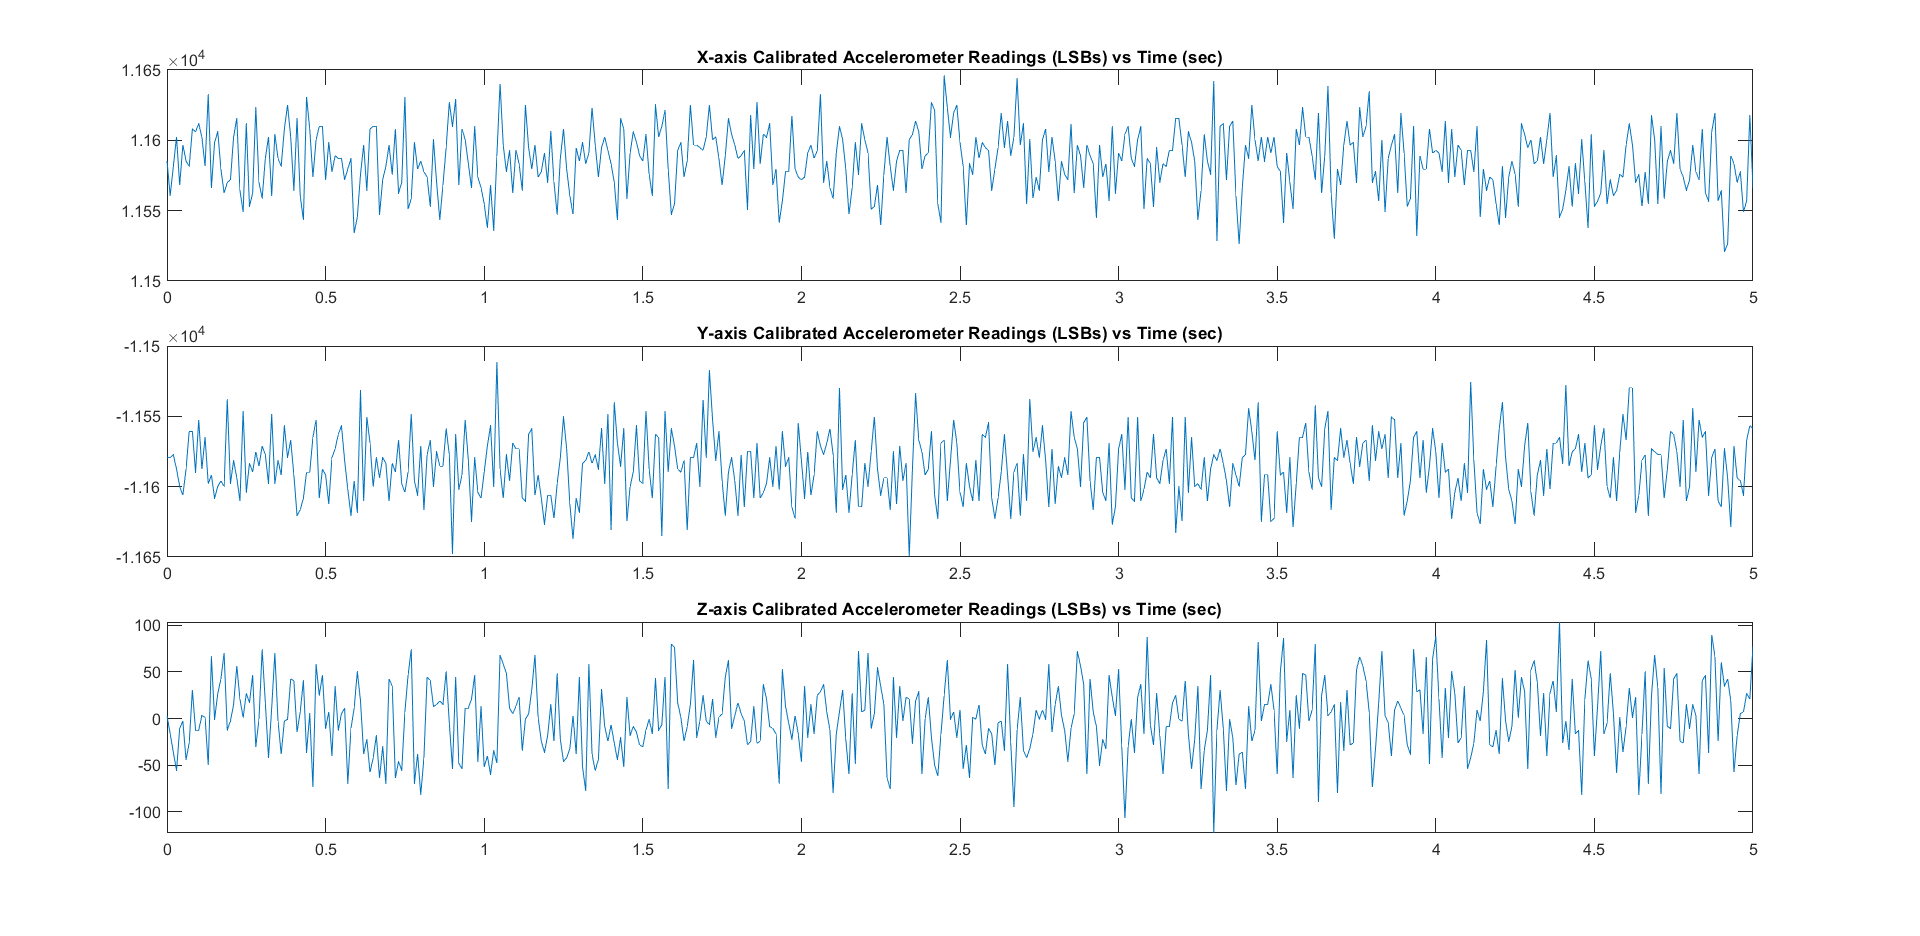 X-axis Calibrated Accelerometer Readings (LSBs) vs Time (sec)
×10⁴
1.165
1.16
1.155
1.15
0 0.5 1 1.5 2 2.5 3 3.5 4 4.5 5
Y-axis Calibrated Accelerometer Readings (LSBs) vs Time (sec)
×10⁴
-1.15
-1.155
-1.16
-1.165
0 0.5 1 1.5 2 2.5 3 3.5 4 4.5 5
Z-axis Calibrated Accelerometer Readings (LSBs) vs Time (sec)
100
50
0
-50
-100
0 0.5 1 1.5 2 2.5 3 3.5 4 4.5 5